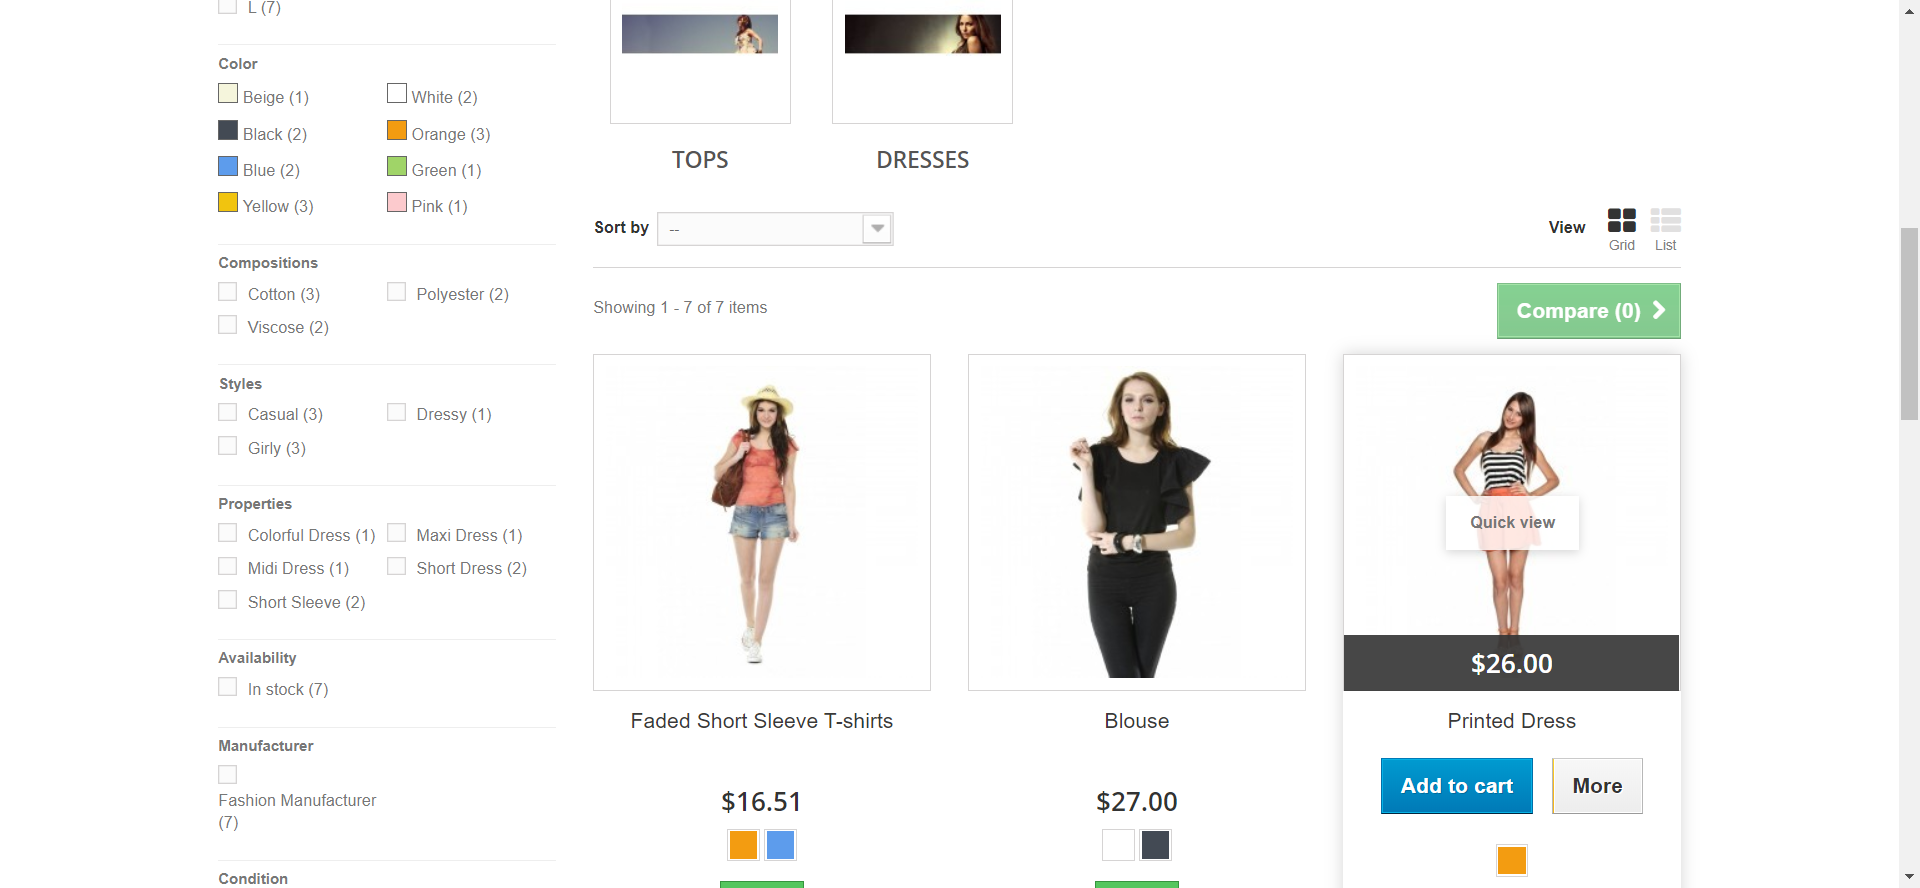 L (7)
Color
Beige (1)
White (2)
Black (2)
Orange (3)
Blue (2)
Green (1)
Yellow (3)
Pink (1)
Compositions
Cotton (3)
Polyester (2)
Viscose (2)
Styles
Casual (3)
Dressy (1)
Girly (3)
Properties
Colorful Dress (1)
Maxi Dress (1)
Midi Dress (1)
Short Dress (2)
Short Sleeve (2)
Availability
In stock (7)
Manufacturer
Fashion Manufacturer
(7)
Condition
TOPS
DRESSES
Sort by
--
View
Grid
List
Showing 1 - 7 of 7 items
Compare (0)
Faded Short Sleeve T-shirts
$16.51
Blouse
$27.00
Quick view
$26.00
Printed Dress
Add to cart
More